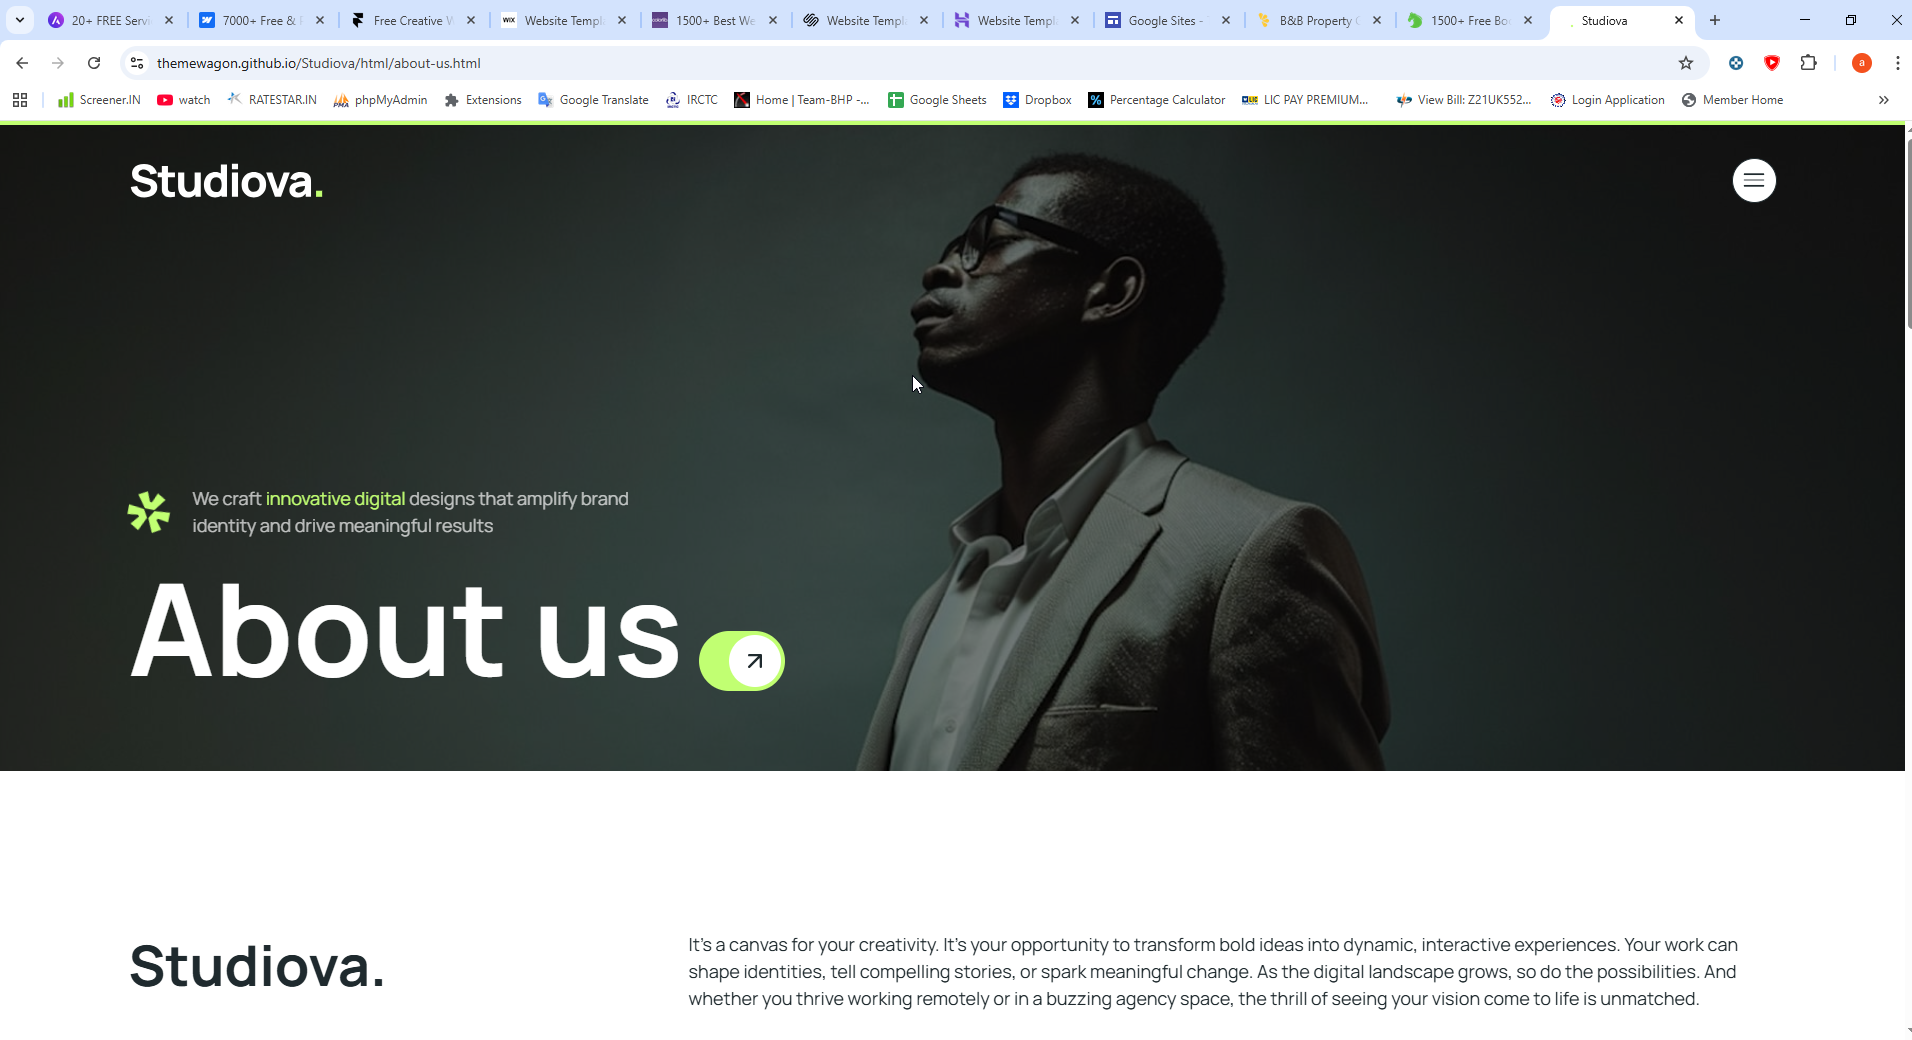 20+ FREE Servi
7000+ Free &
Free Creative W
WIX
Website Templ
1500+ Best We
Website Templ
Website Templ
Google Sites -
B&B Property
1500+ Free Bo
Studiova
themewagon.github.io/Studiova/html/about-us.html
a
Screener.IN
watch
RATESTAR.IN
phpMyAdmin
Extensions
Google Translate
IRCTC
Home | Team-BHP -...
Google Sheets
Dropbox
Percentage Calculator
LIC PAY PREMIUM...
View Bill: Z21UK552...
Login Application
Member Home
Studiova.
We craft innovative digital designs that amplify brand
identity and drive meaningful results
About us
Studiova.
It's a canvas for your creativity. It's your opportunity to transform bold ideas into dynamic, interactive experiences. Your work can
shape identities, tell compelling stories, or spark meaningful change. As the digital landscape grows, so do the possibilities. And
whether you thrive working remotely or in a buzzing agency space, the thrill of seeing your vision come to life is unmatched.